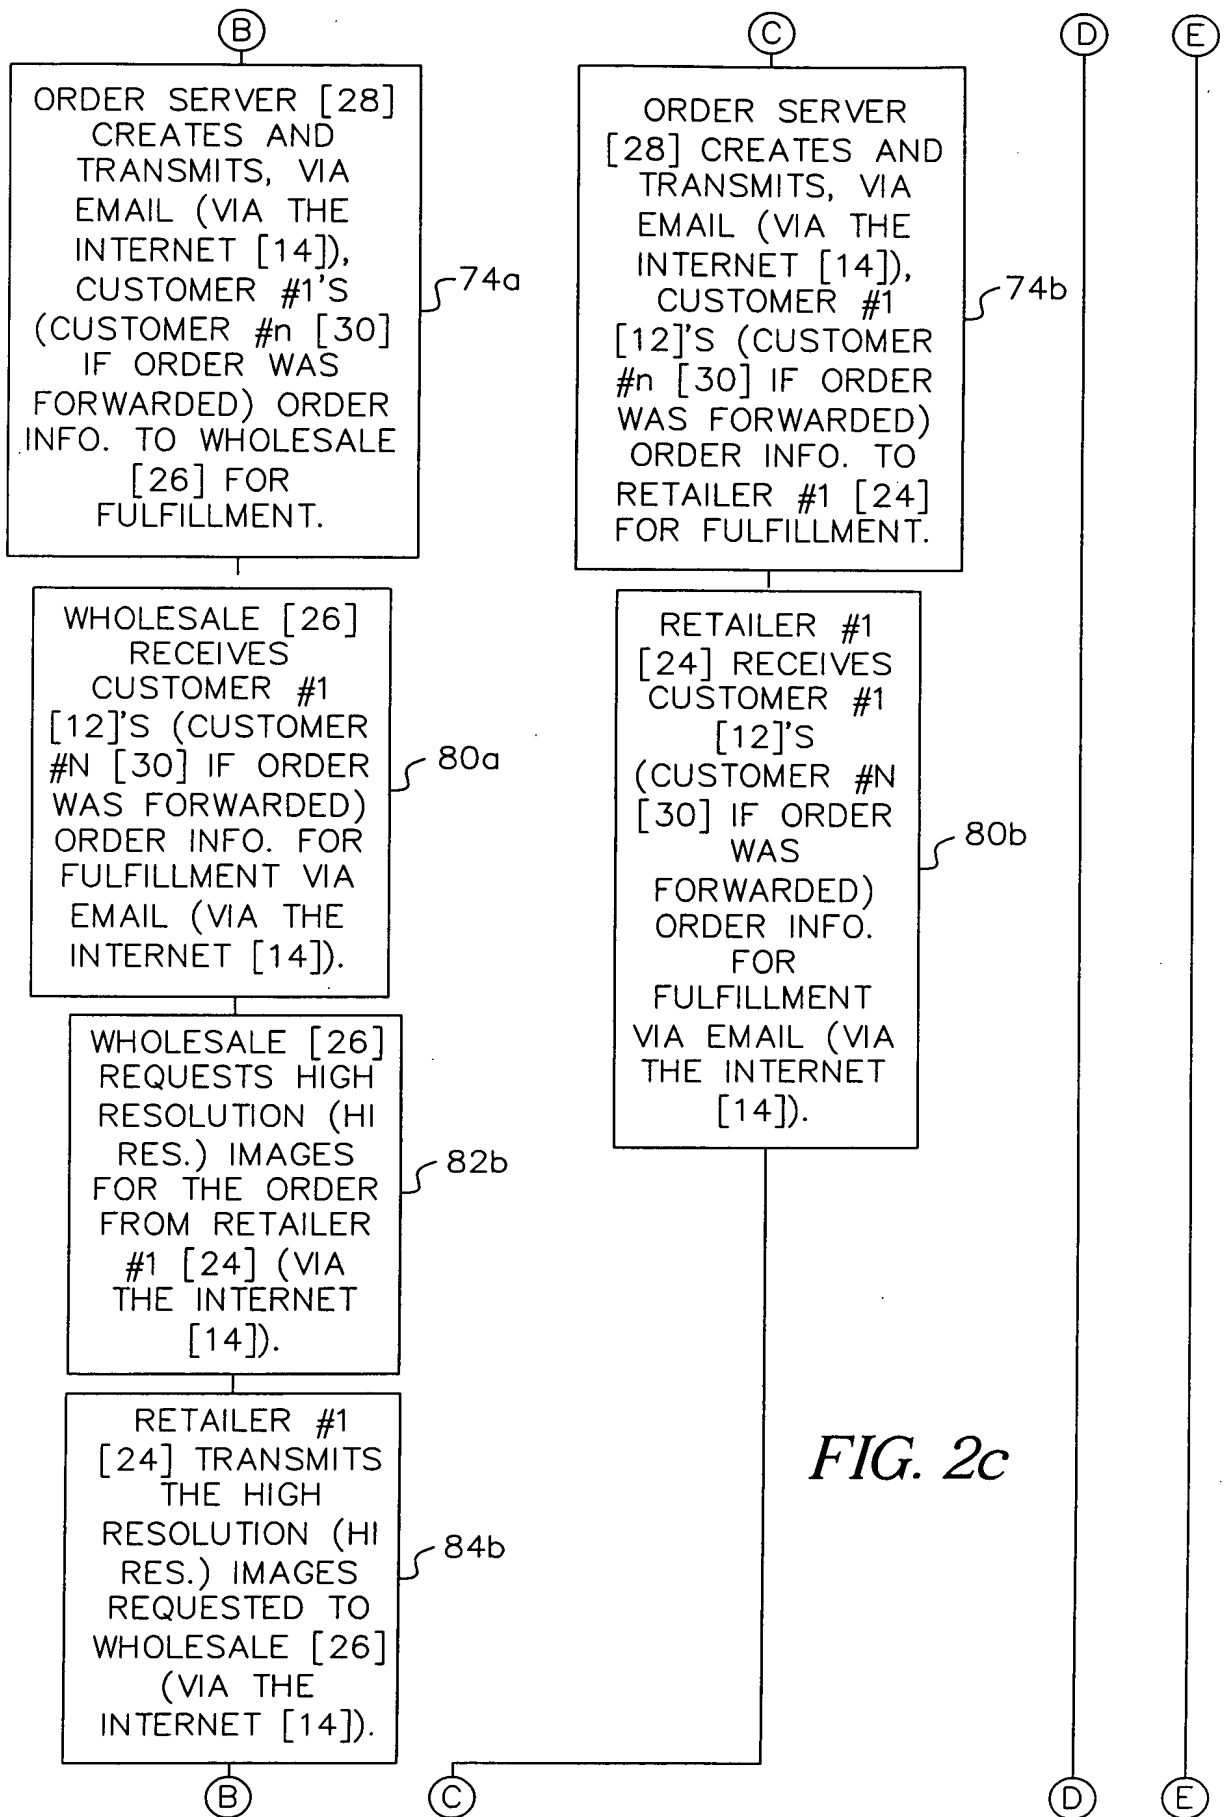 B
C
D
E
ORDER SERVER [28]
CREATES AND
TRANSMITS, VIA
EMAIL (VIA THE
INTERNET [14]),
CUSTOMER #1'S
(CUSTOMER #n [30]
IF ORDER WAS
FORWARDED) ORDER
INFO. TO WHOLESALE
[26] FOR
FULFILLMENT.
74a
ORDER SERVER
[28] CREATES AND
TRANSMITS, VIA
EMAIL (VIA THE
INTERNET [14]),
CUSTOMER #1
[12]'S (CUSTOMER
#n [30] IF ORDER
WAS FORWARDED)
ORDER INFO. TO
RETAILER #1 [24]
FOR FULFILLMENT.
74b
WHOLESALE [26]
RECEIVES
CUSTOMER #1
[12]'S (CUSTOMER
#N [30] IF ORDER
WAS FORWARDED)
ORDER INFO. FOR
FULFILLMENT VIA
EMAIL (VIA THE
INTERNET [14]).
80a
RETAILER #1
[24] RECEIVES
CUSTOMER #1
[12]'S
(CUSTOMER #N
[30] IF ORDER
WAS
FORWARDED)
ORDER INFO.
FOR
FULFILLMENT
VIA EMAIL (VIA
THE INTERNET
[14]).
80b
WHOLESALE [26]
REQUESTS HIGH
RESOLUTION (HI
RES.) IMAGES
FOR THE ORDER
FROM RETAILER
#1 [24] (VIA
THE INTERNET
[14]).
82b
RETAILER #1
[24] TRANSMITS
THE HIGH
RESOLUTION (HI
RES.) IMAGES
REQUESTED TO
WHOLESALE [26]
(VIA THE
INTERNET [14]).
84b
FIG. 2c
B
C
D
E